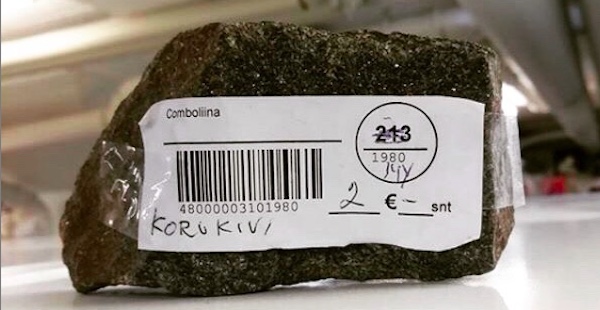 Comboliina
213
1980
48000003101980
2 € — snt
KORUKIVI